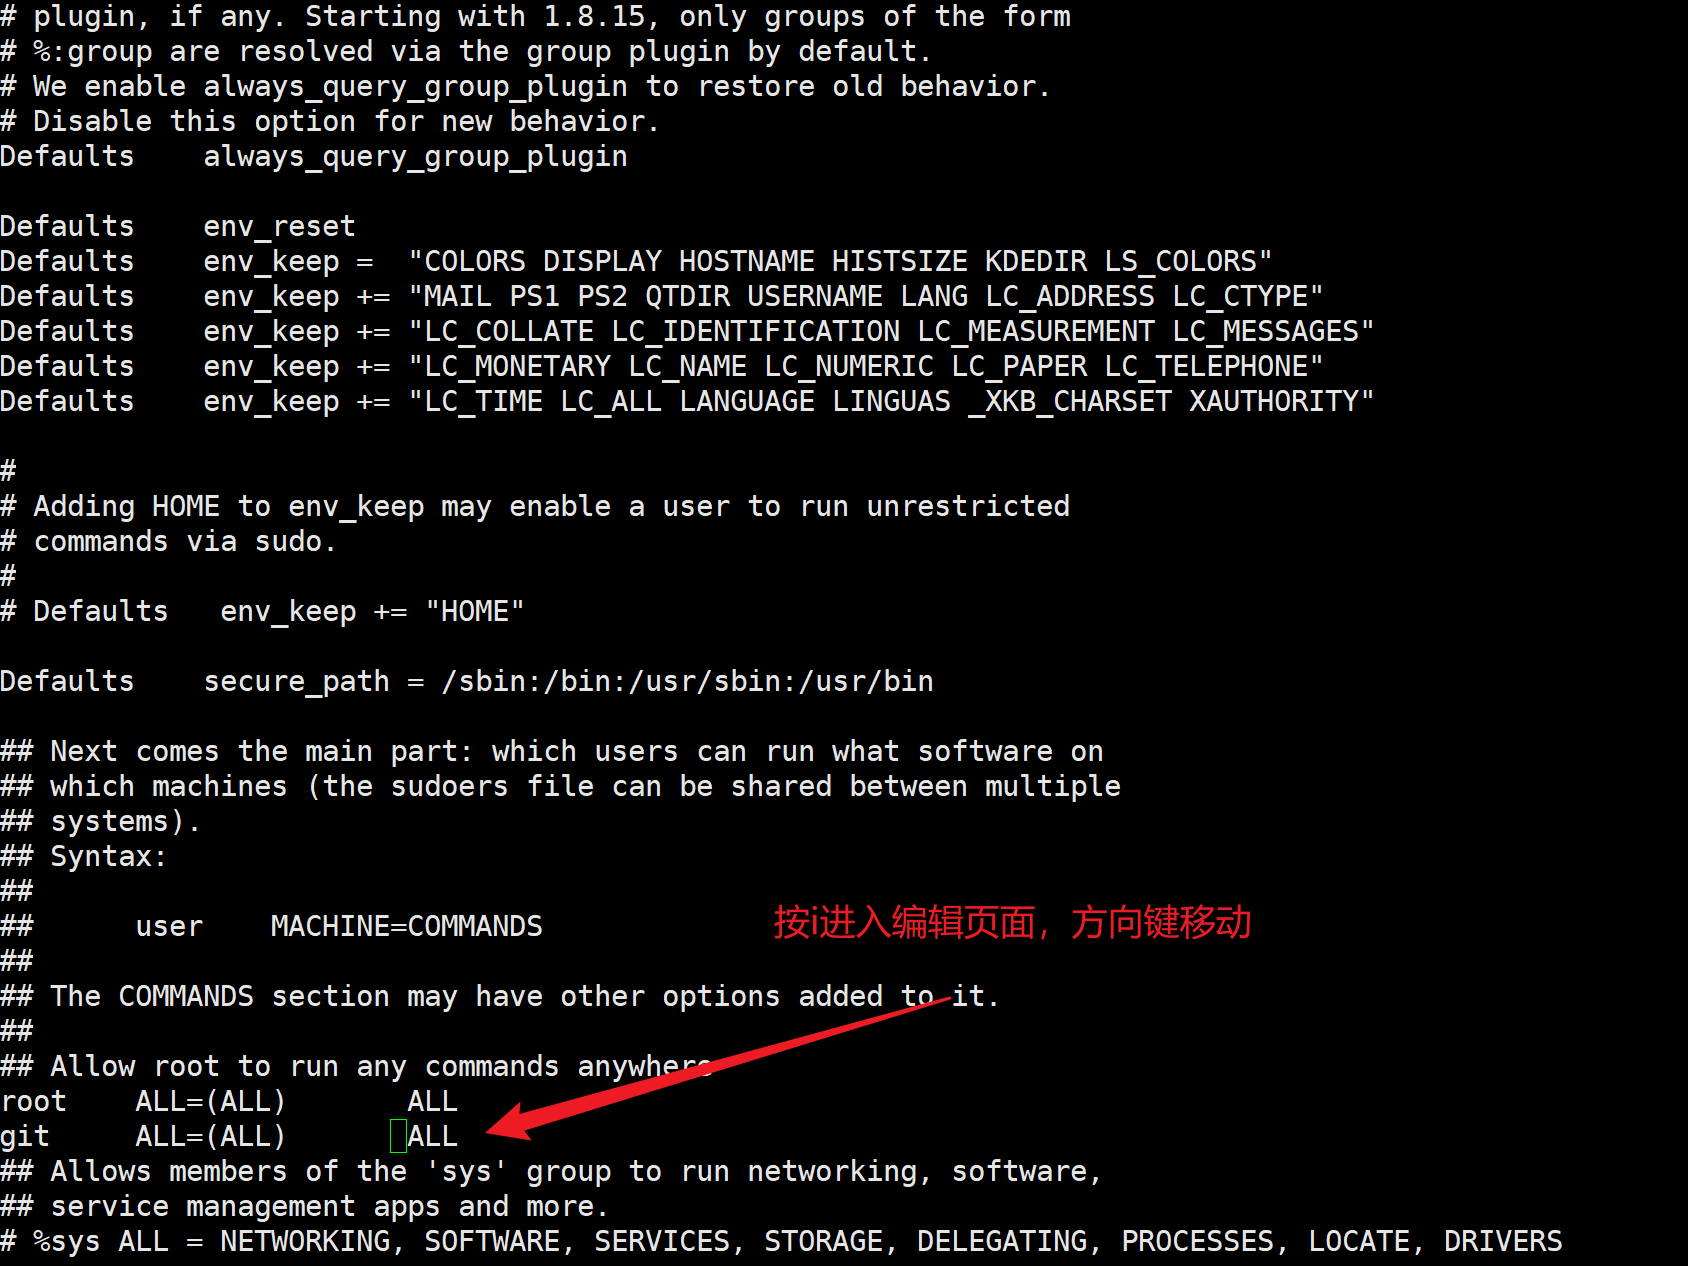 # plugin, if any. Starting with 1.8.15, only groups of the form
# %:group are resolved via the group plugin by default.
# We enable always_query_group_plugin to restore old behavior.
# Disable this option for new behavior.
Defaults    always_query_group_plugin
Defaults    env_reset
Defaults    env_keep =  "COLORS DISPLAY HOSTNAME HISTSIZE KDEDIR LS_COLORS"
Defaults    env_keep += "MAIL PS1 PS2 QTDIR USERNAME LANG LC_ADDRESS LC_CTYPE"
Defaults    env_keep += "LC_COLLATE LC_IDENTIFICATION LC_MEASUREMENT LC_MESSAGES"
Defaults    env_keep += "LC_MONETARY LC_NAME LC_NUMERIC LC_PAPER LC_TELEPHONE"
Defaults    env_keep += "LC_TIME LC_ALL LANGUAGE LINGUAS _XKB_CHARSET XAUTHORITY"
#
# Adding HOME to env_keep may enable a user to run unrestricted
# commands via sudo.
#
# Defaults   env_keep += "HOME"
Defaults    secure_path = /sbin:/bin:/usr/sbin:/usr/bin
## Next comes the main part: which users can run what software on
## which machines (the sudoers file can be shared between multiple
## systems).
## Syntax:
##
##      user    MACHINE=COMMANDS
按i进入编辑页面，方向键移动
##
## The COMMANDS section may have other options added to it.
##
## Allow root to run any commands anywhere
root    ALL=(ALL)       ALL
git     ALL=(ALL)       ALL
## Allows members of the 'sys' group to run networking, software,
## service management apps and more.
# %sys ALL = NETWORKING, SOFTWARE, SERVICES, STORAGE, DELEGATING, PROCESSES, LOCATE, DRIVERS